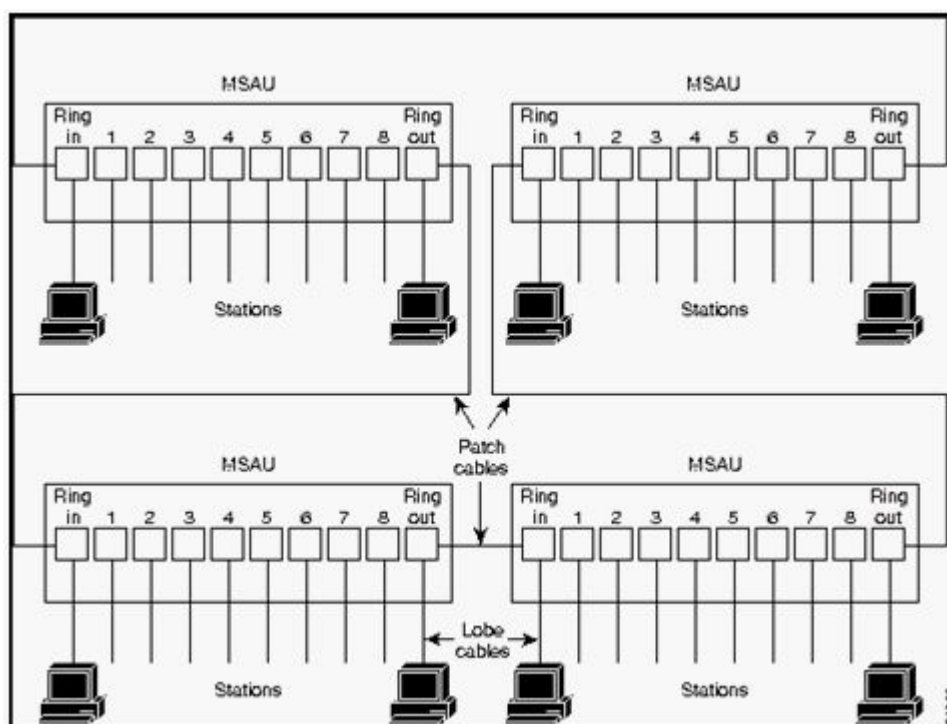 MSAU
Ring in 1 2 3 4 5 6 7 8 Ring out
Stations
MSAU
Ring in 1 2 3 4 5 6 7 8 Ring out
Stations
Patch cables
MSAU
Ring in 1 2 3 4 5 6 7 8 Ring out
Stations
Lobe cables
MSAU
Ring in 1 2 3 4 5 6 7 8 Ring out
Stations